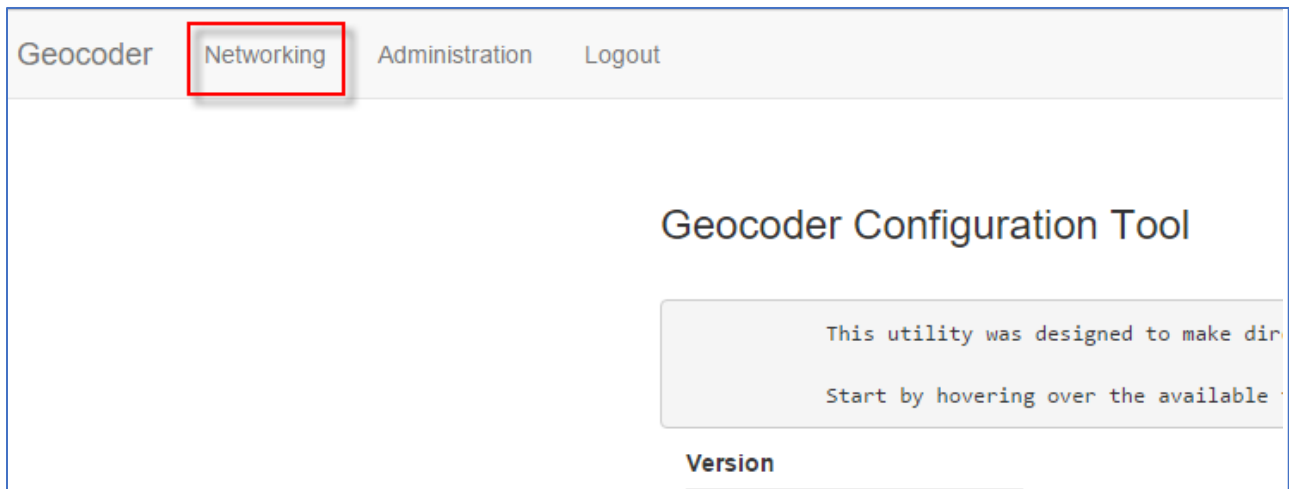 Geocoder Networking Administration Logout
Geocoder Configuration Tool
This utility was designed to make
Start by hovering over the available
Version